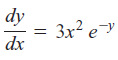 dy/dx = 3x² e⁻ʸ